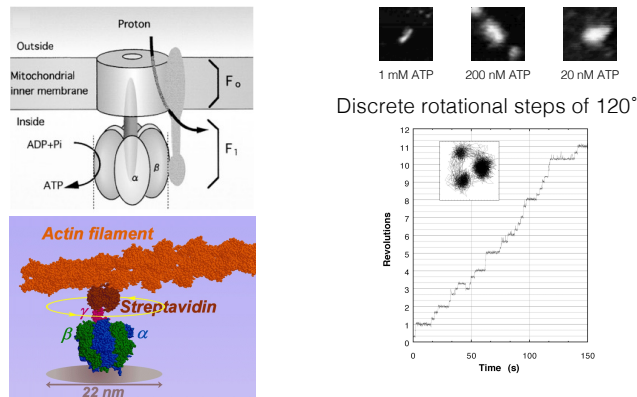 Proton
Outside
Mitochondrial
inner membrane
Fo
Inside
ADP+Pi
ATP
F1
α
β
Actin filament
Streptavidin
γ
β
α
22 nm
1 mM ATP
200 nM ATP
20 nM ATP
Discrete rotational steps of 120°
Revolutions
12
11
10
9
8
7
6
5
4
3
2
1
0
0
50
100
150
Time (s)